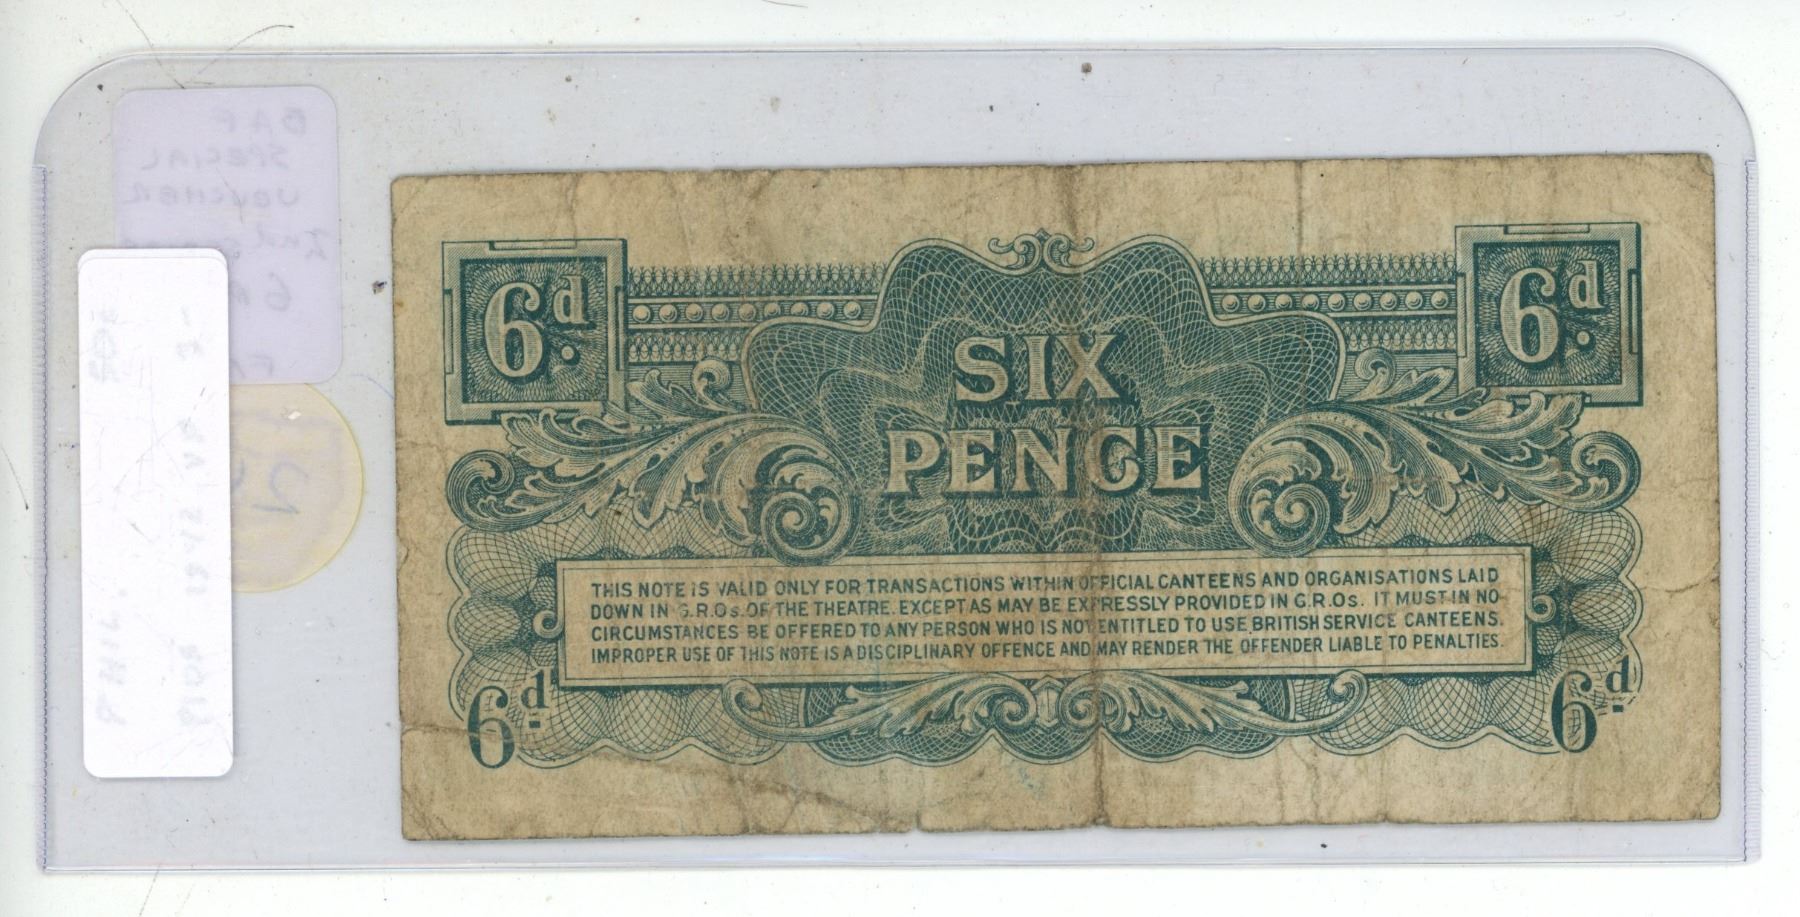 BAF
SPECIAL
VOUCHER
6d.
6d.
SIX
PENCE
THIS NOTE IS VALID ONLY FOR TRANSACTIONS WITHIN OFFICIAL CANTEENS AND ORGANISATIONS LAID
DOWN IN G.R.Os. OF THE THEATRE. EXCEPT AS MAY BE EXPRESSLY PROVIDED IN G.R.Os. IT MUST IN NO
CIRCUMSTANCES BE OFFERED TO ANY PERSON WHO IS NOT ENTITLED TO USE BRITISH SERVICE CANTEENS.
IMPROPER USE OF THIS NOTE IS A DISCIPLINARY OFFENCE AND MAY RENDER THE OFFENDER LIABLE TO PENALTIES.
6d.
6d.